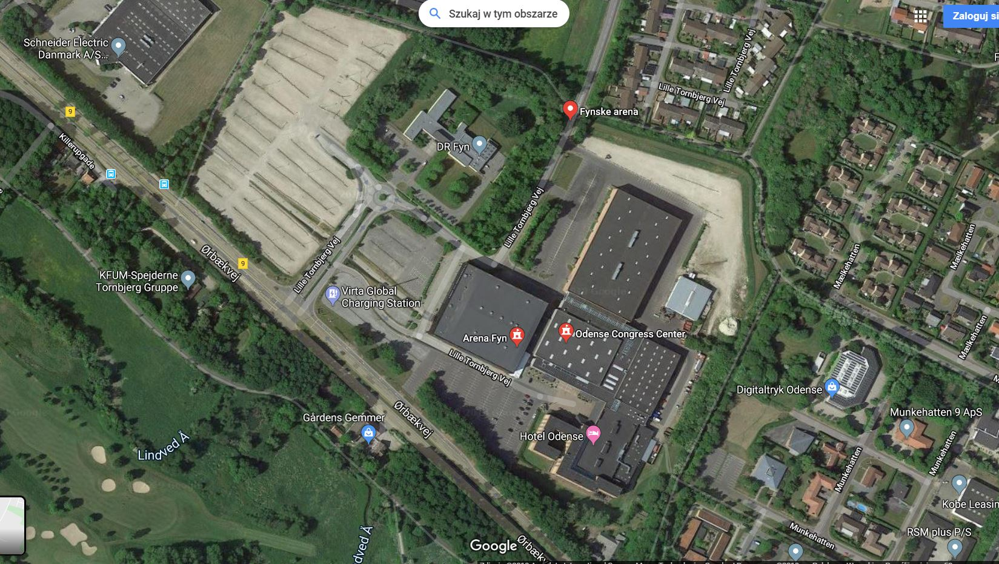 Szukaj w tym obszarze
Zaloguj si
Schneider Electric
Danmark A/S...
9
Killerupgade
Lille Tornbjerg Vej
Lille Tornbjerg Vej
Fynske arena
DR Fyn
Lille Tornbjerg Vej
Ørbækvej
9
Lille Tornbjerg Vej
KFUM-Spejderne
Tornbjerg Gruppe
Virta Global
Charging Station
Mælkehatten
Mælkehatten
Mælkehatten
Arena Fyn
Odense Congress Center
Lille Tornbjerg Vej
Digitaltryk Odense
Ørbækvej
Gårdens Gemmer
Hotel Odense
Munkehatten 9 ApS
Munkehatten
Munkehatten
Lindved Å
Kobe Leasin
dved Å
Google
Ørbækv
Munkehatten
RSM plus P/S